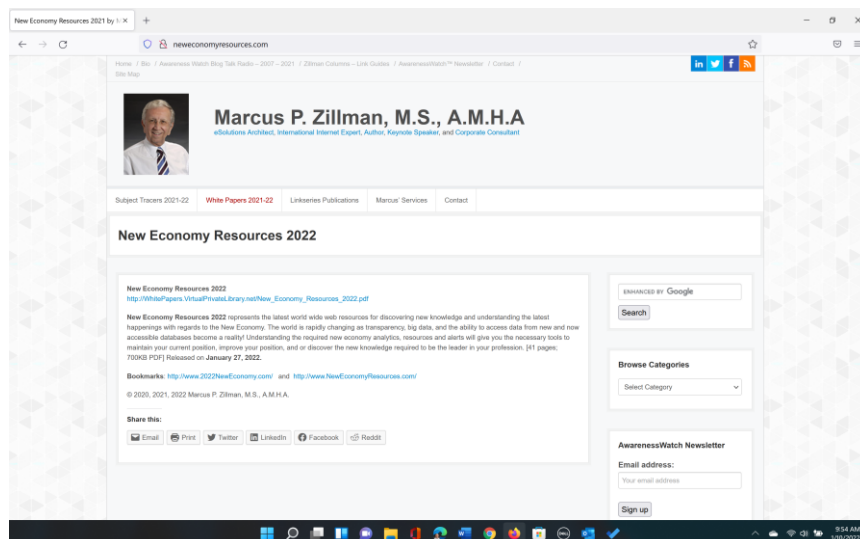 New Economy Resources 2021 by
neweconomyresources.com
Home / Bio / Awareness Watch Blog Talk Radio – 2007 – 2021 / Zillman Columns – Link Guides / AwarenessWatch™ Newsletter / Contact /
Site Map
Marcus P. Zillman, M.S., A.M.H.A
eSolutions Architect, International Internet Expert, Author, Keynote Speaker, and Corporate Consultant
Subject Tracers 2021-22 White Papers 2021-22 Linkseries Publications Marcus' Services Contact
New Economy Resources 2022
New Economy Resources 2022
http://WhitePapers.VirtualPrivateLibrary.net/New_Economy_Resources_2022.pdf
New Economy Resources 2022 represents the latest world wide web resources for discovering new knowledge and understanding the latest
happenings with regards to the New Economy. The world is rapidly changing as transparency, big data, and the ability to access data from new and now
accessible databases become a reality! Understanding the required new economy analytics, resources and alerts will give you the necessary tools to
maintain your current position, improve your position, and or discover the new knowledge required to be the leader in your profession. [41 pages;
700KB PDF] Released on January 27, 2022.
Bookmarks: http://www.2022NewEconomy.com/ and http://www.NewEconomyResources.com/
© 2020, 2021, 2022 Marcus P. Zillman, M.S., A.M.H.A.
Share this:
Email Print Twitter LinkedIn Facebook Reddit
ENHANCED BY Google
Search
Browse Categories
Select Category
AwarenessWatch Newsletter
Email address:
Your email address
Sign up
9:54 AM